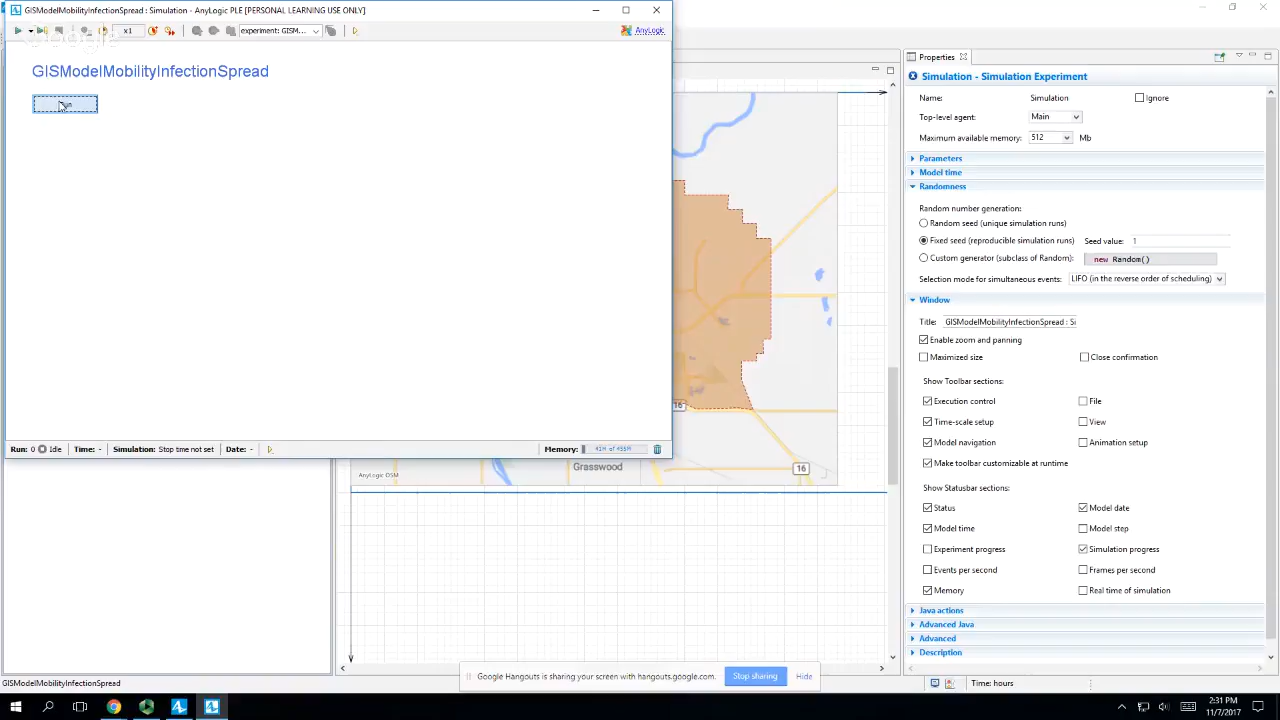 GISModelMobilityInfectionSpread : Simulation - AnyLogic PLE [PERSONAL LEARNING USE ONLY]
x1
experiment: GISM...
AnyLogic
GISModelMobilityInfectionSpread
Run: 0 Idle
Time: -
Simulation: Stop time not set
Date: -
Memory: 41M of 455M
16
Grasswood
16
AnyLogic OSM
Properties
Simulation - Simulation Experiment
Name: Simulation
Ignore
Top-level agent: Main
Maximum available memory: 512 Mb
Parameters
Model time
Randomness
Random number generation:
Random seed (unique simulation runs)
Fixed seed (reproducible simulation runs) Seed value: 1
Custom generator (subclass of Random): new Random()
Selection mode for simultaneous events: LIFO (in the reverse order of scheduling)
Window
Title: GISModelMobilityInfectionSpread : Si
Enable zoom and panning
Maximized size Close confirmation
Show Toolbar sections:
Execution control File
Time-scale setup View
Model navigation Animation setup
Make toolbar customizable at runtime
Show Statusbar sections:
Status Model date
Model time Model step
Experiment progress Simulation progress
Events per second Frames per second
Memory Real time of simulation
Java actions
Advanced Java
Advanced
Description
Google Hangouts is sharing your screen with hangouts.google.com. Stop sharing Hide
GISModelMobilityInfectionSpread
Time: hours
2:31 PM
11/7/2017